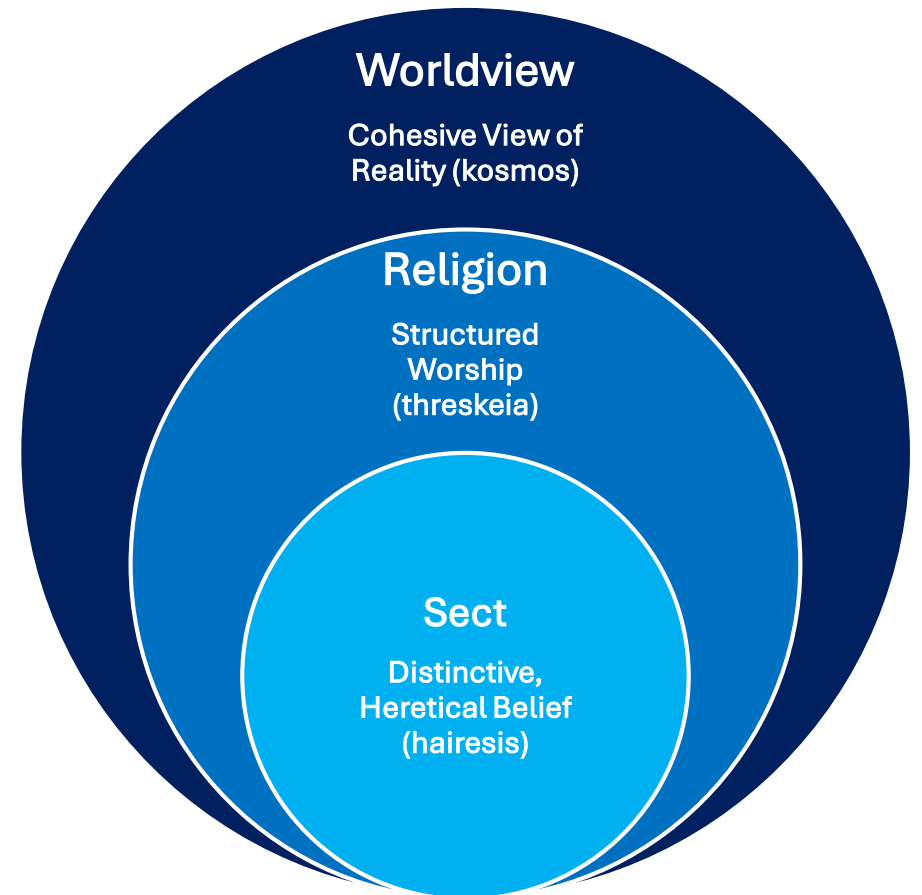 Worldview
Cohesive View of
Reality (kosmos)
Religion
Structured
Worship
(threskeia)
Sect
Distinctive,
Heretical Belief
(hairesis)